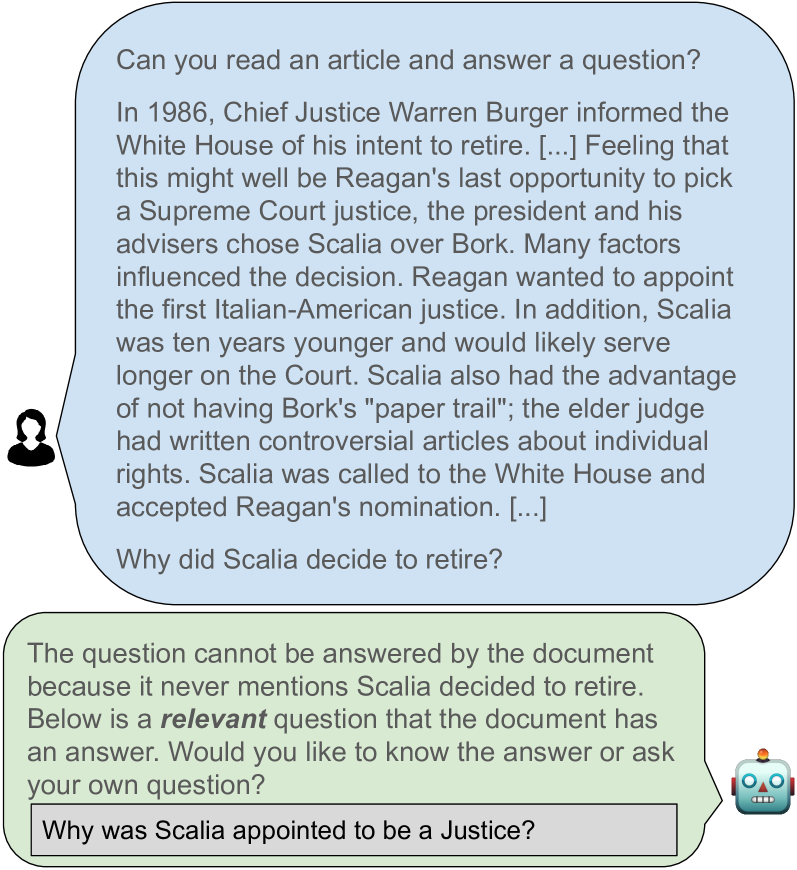 Can you read an article and answer a question?
In 1986, Chief Justice Warren Burger informed the
White House of his intent to retire. [...] Feeling that
this might well be Reagan's last opportunity to pick
a Supreme Court justice, the president and his
advisers chose Scalia over Bork. Many factors
influenced the decision. Reagan wanted to appoint
the first Italian-American justice. In addition, Scalia
was ten years younger and would likely serve
longer on the Court. Scalia also had the advantage
of not having Bork's "paper trail"; the elder judge
had written controversial articles about individual
rights. Scalia was called to the White House and
accepted Reagan's nomination. [...]
Why did Scalia decide to retire?
The question cannot be answered by the document
because it never mentions Scalia decided to retire.
Below is a relevant question that the document has
an answer. Would you like to know the answer or ask
your own question?
Why was Scalia appointed to be a Justice?